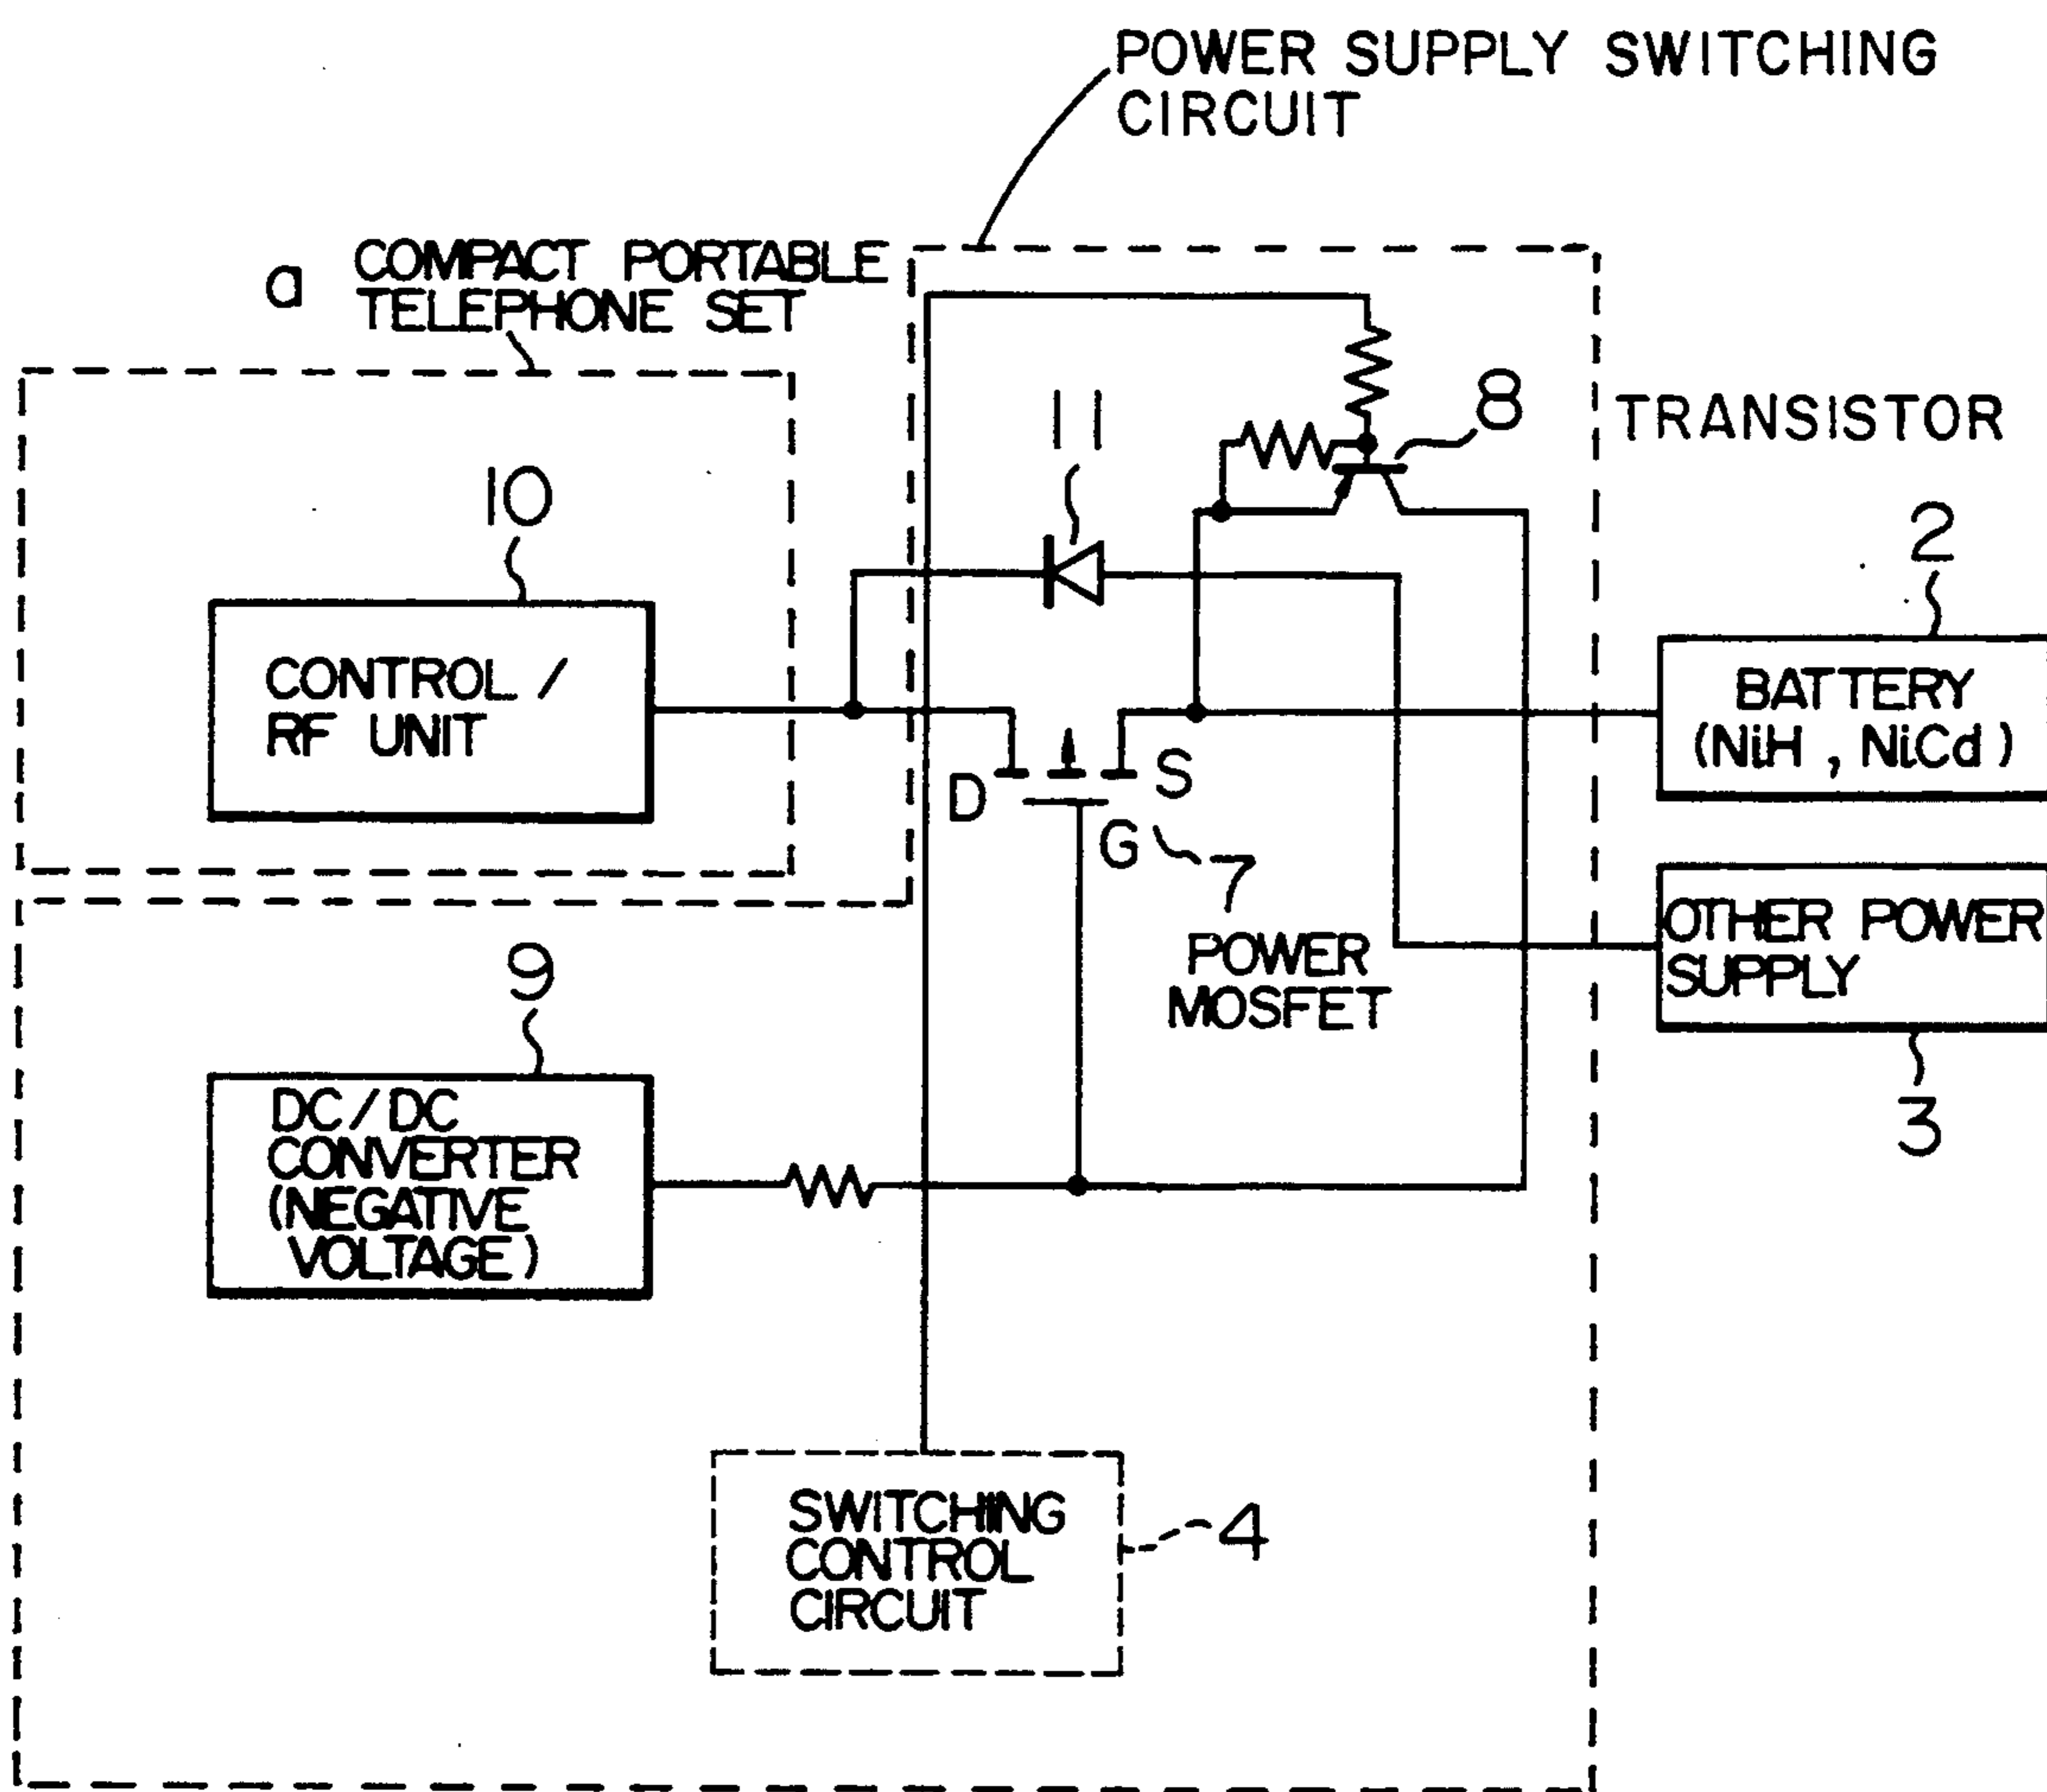 POWER SUPPLY SWITCHING
CIRCUIT
a COMPACT PORTABLE
TELEPHONE SET
8
TRANSISTOR
11
10
2
CONTROL /
RF UNIT
BATTERY
(NiH , NiCd)
D
S
G
7
POWER
MOSFET
OTHER POWER
SUPPLY
3
9
DC/DC
CONVERTER
(NEGATIVE
VOLTAGE)
SWITCHING
CONTROL
CIRCUIT
4